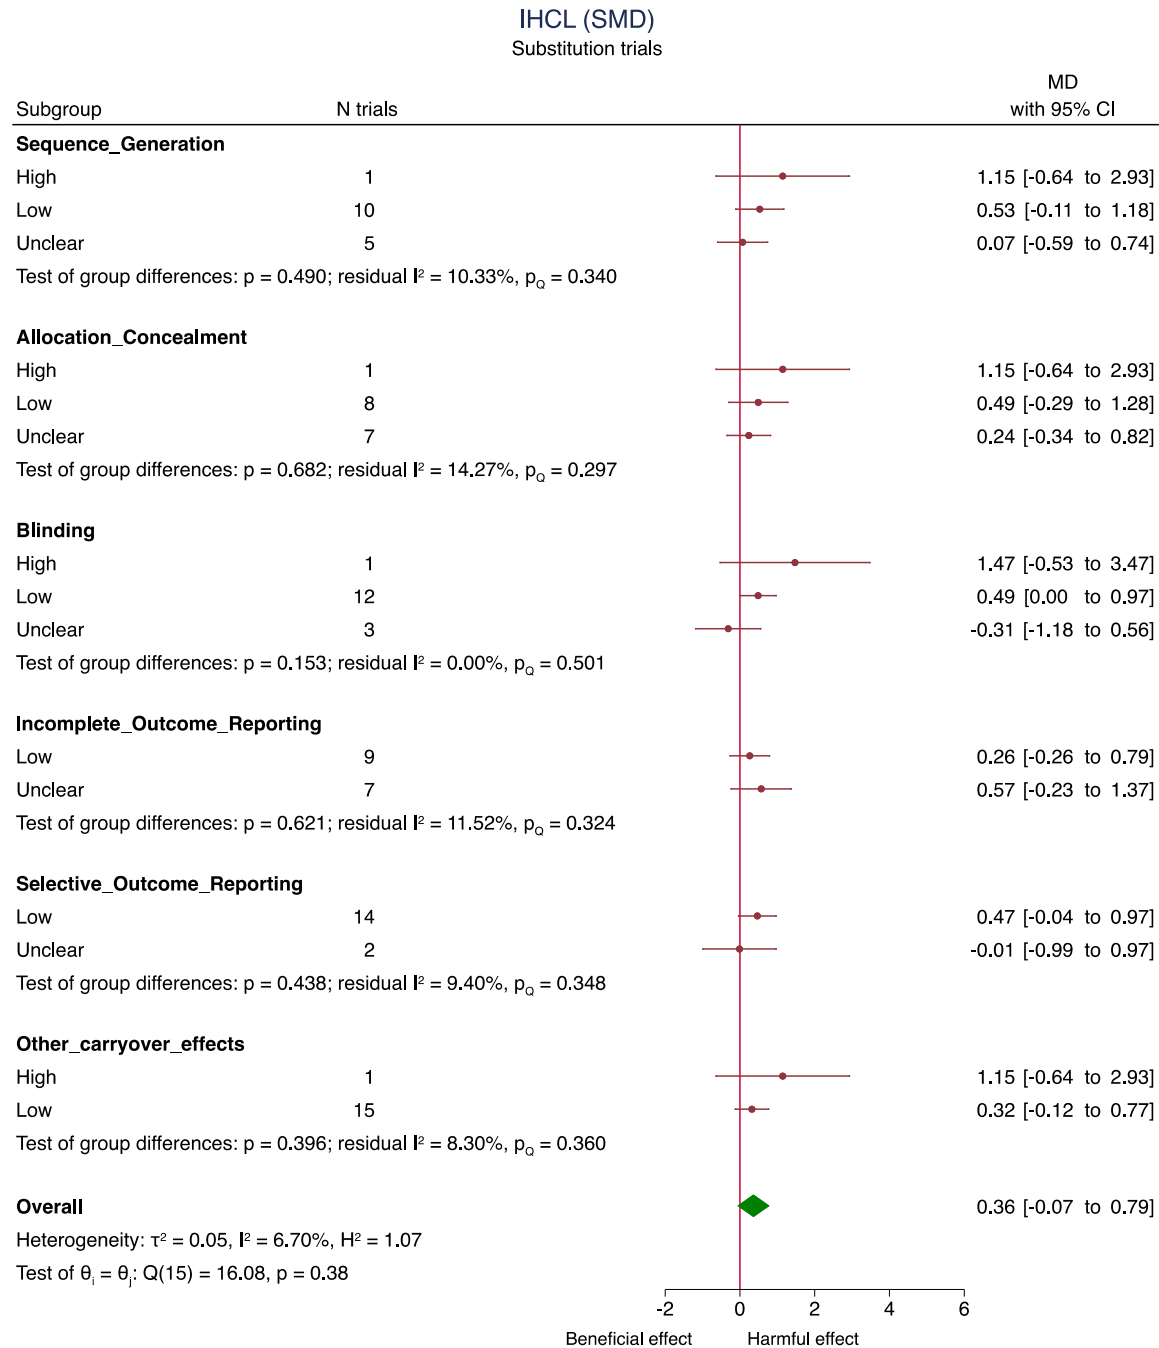 IHCL (SMD)
Substitution trials
MD
Subgroup N trials with 95% CI
Sequence_Generation
High 1 1.15 [-0.64 to 2.93]
Low 10 0.53 [-0.11 to 1.18]
Unclear 5 0.07 [-0.59 to 0.74]
Test of group differences: p = 0.490; residual I² = 10.33%, p_Q = 0.340
Allocation_Concealment
High 1 1.15 [-0.64 to 2.93]
Low 8 0.49 [-0.29 to 1.28]
Unclear 7 0.24 [-0.34 to 0.82]
Test of group differences: p = 0.682; residual I² = 14.27%, p_Q = 0.297
Blinding
High 1 1.47 [-0.53 to 3.47]
Low 12 0.49 [0.00 to 0.97]
Unclear 3 -0.31 [-1.18 to 0.56]
Test of group differences: p = 0.153; residual I² = 0.00%, p_Q = 0.501
Incomplete_Outcome_Reporting
Low 9 0.26 [-0.26 to 0.79]
Unclear 7 0.57 [-0.23 to 1.37]
Test of group differences: p = 0.621; residual I² = 11.52%, p_Q = 0.324
Selective_Outcome_Reporting
Low 14 0.47 [-0.04 to 0.97]
Unclear 2 -0.01 [-0.99 to 0.97]
Test of group differences: p = 0.438; residual I² = 9.40%, p_Q = 0.348
Other_carryover_effects
High 1 1.15 [-0.64 to 2.93]
Low 15 0.32 [-0.12 to 0.77]
Test of group differences: p = 0.396; residual I² = 8.30%, p_Q = 0.360
Overall 0.36 [-0.07 to 0.79]
Heterogeneity: τ² = 0.05, I² = 6.70%, H² = 1.07
Test of θᵢ = θⱼ: Q(15) = 16.08, p = 0.38
-2 0 2 4 6
Beneficial effect Harmful effect